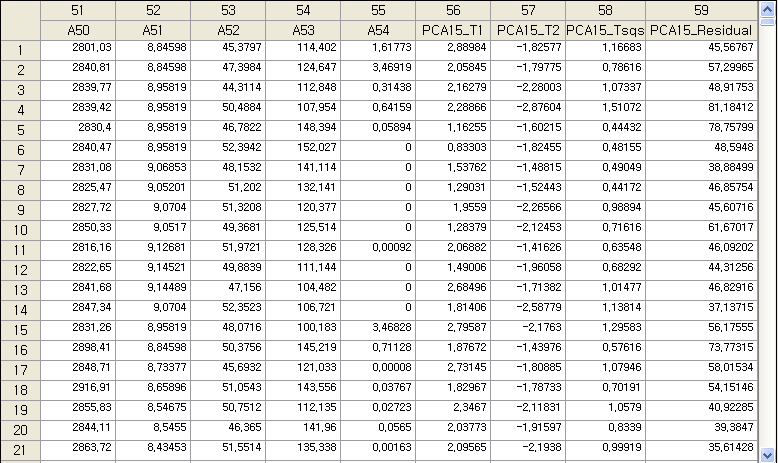 51 52 53 54 55 56 57 58 59
A50 A51 A52 A53 A54 PCA15_T1 PCA15_T2 PCA15_Tsqs PCA15_Residual
1 2801,03 8,84598 45,3797 114,402 1,61773 2,88984 -1,82577 1,16683 45,56767
2 2840,81 8,84598 47,3984 124,647 3,46919 2,05845 -1,79775 0,78616 57,29965
3 2839,77 8,95819 44,3114 112,848 0,31438 2,16279 -2,28003 1,07337 48,91753
4 2839,42 8,95819 50,4884 107,954 0,64159 2,28866 -2,87604 1,51072 81,18412
5 2830,4 8,95819 46,7822 148,394 0,05894 1,16255 -1,60215 0,44432 78,75799
6 2840,47 8,95819 52,3942 152,027 0 0,83303 -1,82455 0,48155 48,5948
7 2831,08 9,06853 48,1532 141,114 0 1,53762 -1,48815 0,49049 38,88499
8 2825,47 9,05201 51,202 132,141 0 1,29031 -1,52443 0,44172 46,85754
9 2827,72 9,0704 51,3208 120,377 0 1,9559 -2,26566 0,98894 45,60716
10 2850,33 9,0517 49,3681 125,514 0 1,28379 -2,12453 0,71616 61,67017
11 2816,16 9,12681 51,9721 128,326 0,00092 2,06882 -1,41626 0,63548 46,09202
12 2822,65 9,14521 49,8839 111,144 0 1,49006 -1,96058 0,68292 44,31256
13 2841,68 9,14489 47,156 104,482 0 2,68496 -1,71382 1,01477 46,82916
14 2847,34 9,0704 52,3523 106,721 0 1,81406 -2,58779 1,13814 37,13715
15 2831,26 8,95819 48,0716 100,183 3,46828 2,79587 -2,1763 1,29583 56,17555
16 2898,41 8,84598 50,3756 145,219 0,71128 1,87672 -1,43976 0,57616 73,77315
17 2848,71 8,73377 45,6932 121,033 0,00008 2,73145 -1,80885 1,07946 58,01534
18 2916,91 8,65896 51,0543 143,556 0,03767 1,82967 -1,78733 0,70191 54,15146
19 2855,83 8,54675 50,7512 112,135 0,02723 2,3467 -2,11831 1,0579 40,92285
20 2844,11 8,5455 46,365 141,96 0,0565 2,03773 -1,91597 0,8339 39,3847
21 2863,72 8,43453 51,5514 135,338 0,00163 2,09565 -2,1938 0,99919 35,61428